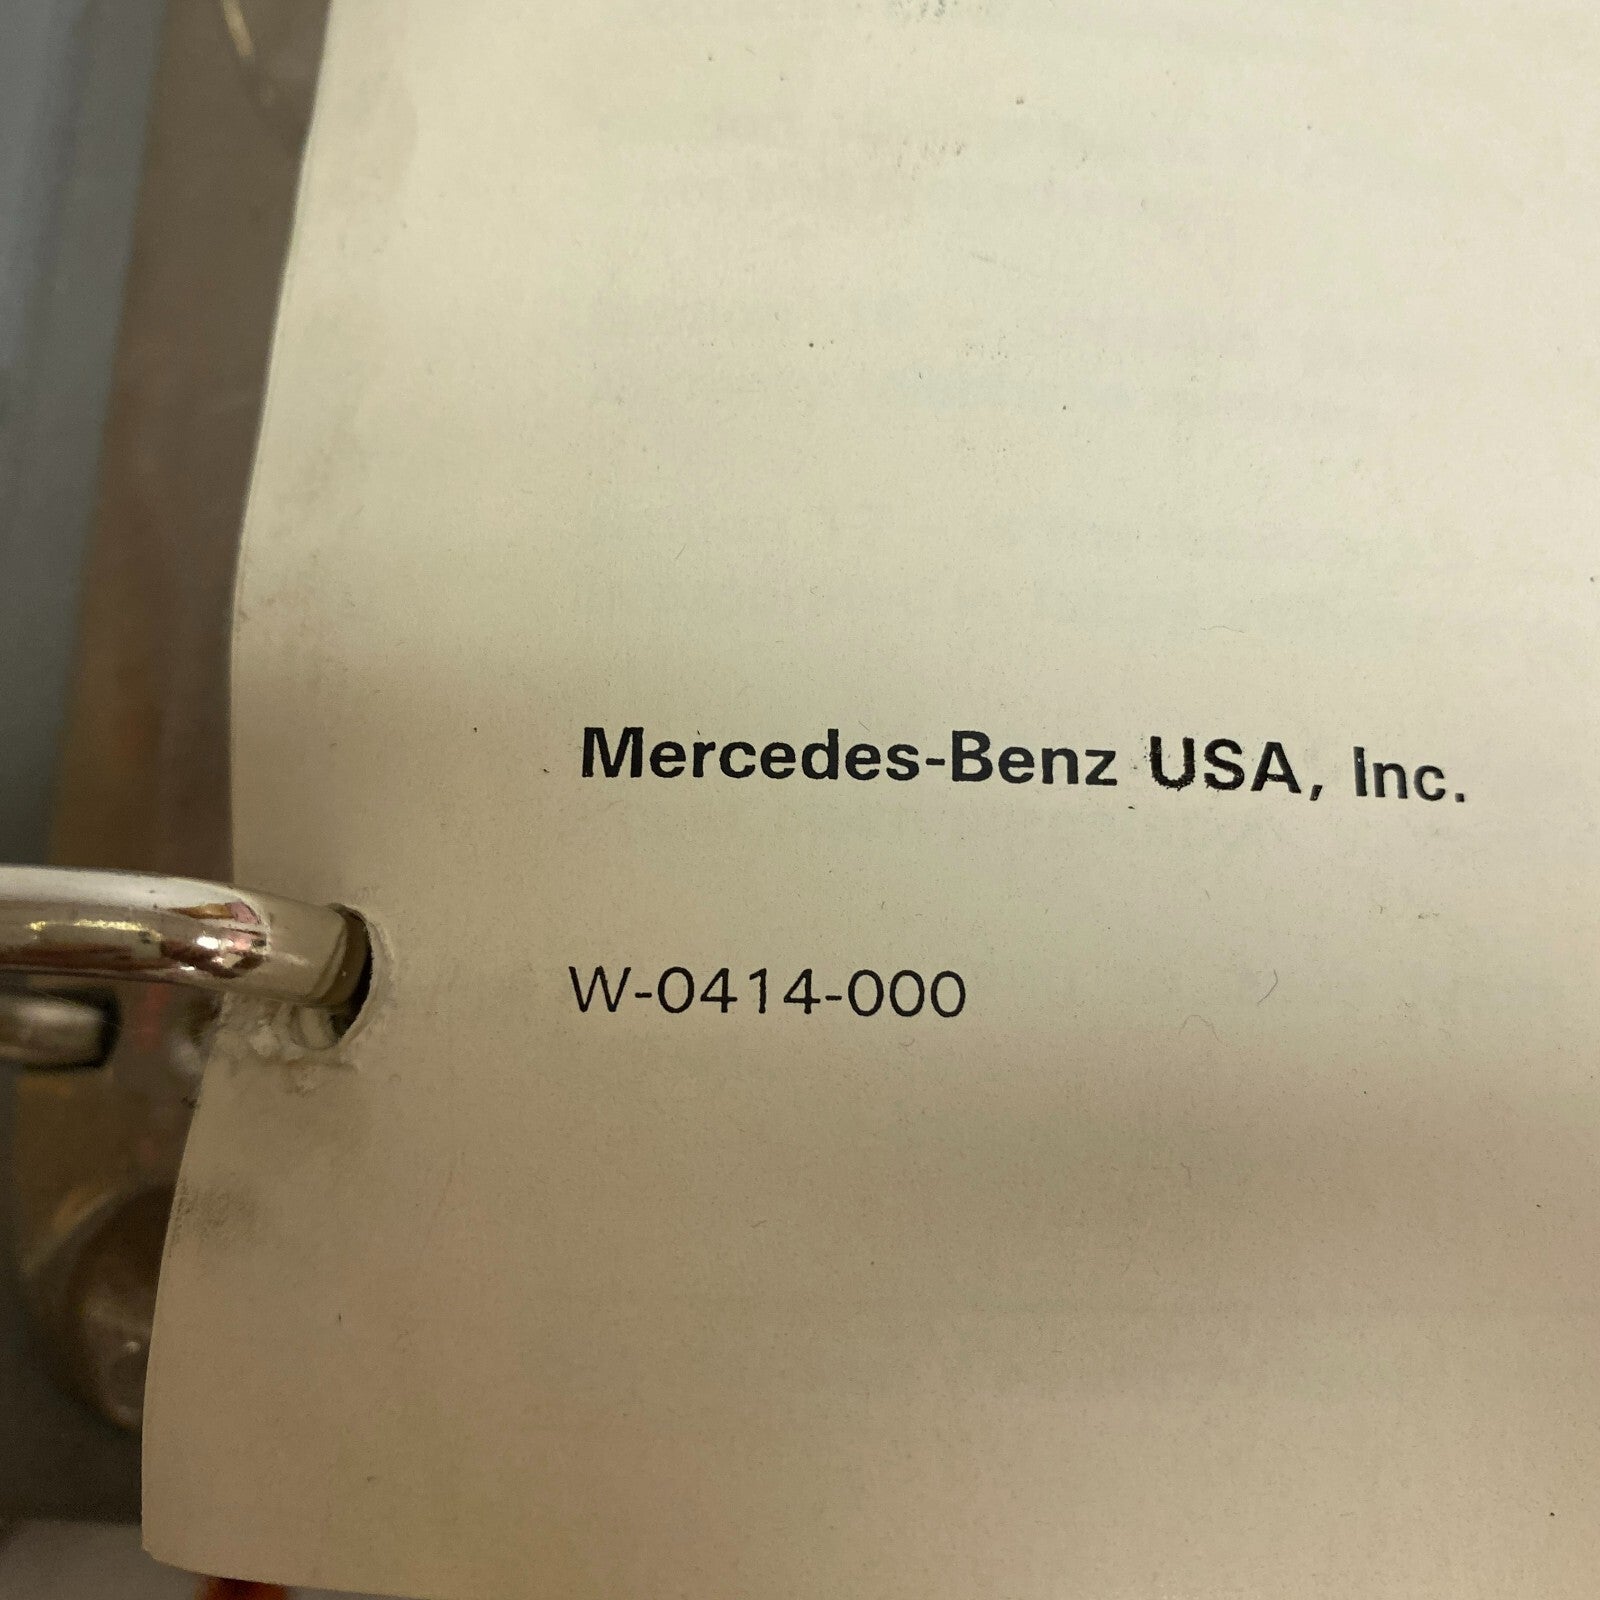 Mercedes-Benz USA, Inc.
W-0414-000